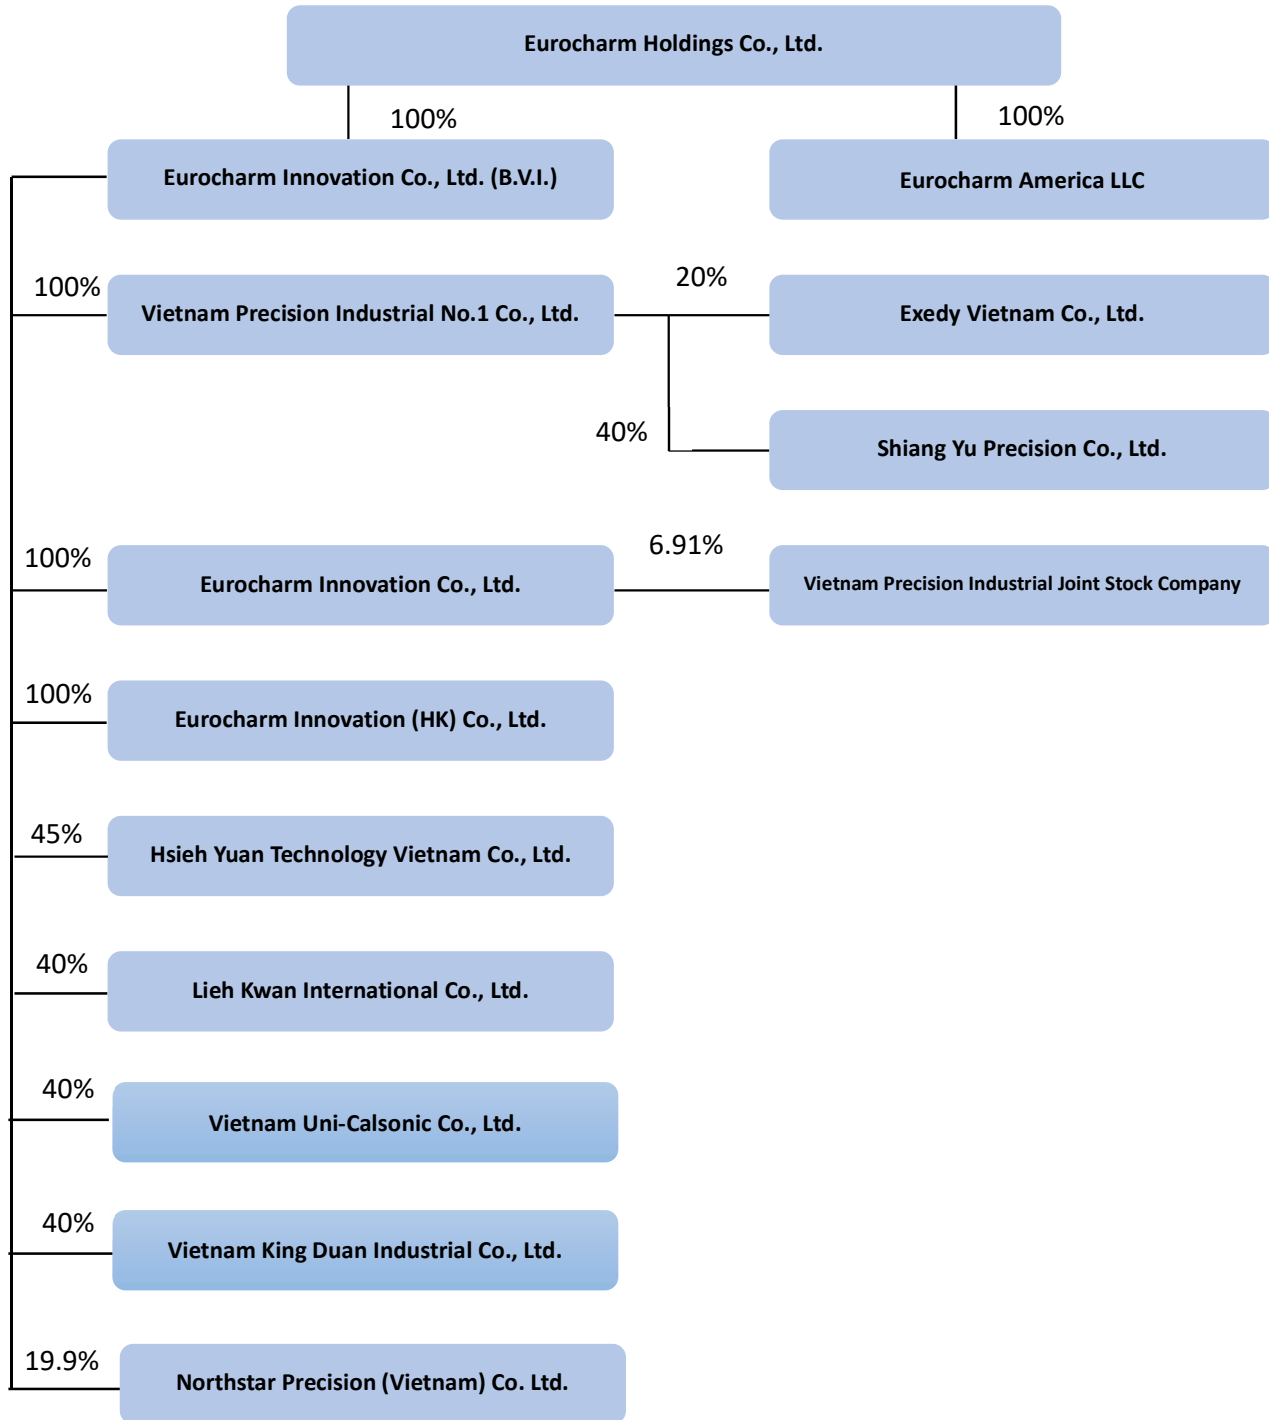 Eurocharm Holdings Co., Ltd.
100%
100%
Eurocharm Innovation Co., Ltd. (B.V.I.)
Eurocharm America LLC
100%
Vietnam Precision Industrial No.1 Co., Ltd.
20%
Exedy Vietnam Co., Ltd.
40%
Shiang Yu Precision Co., Ltd.
100%
Eurocharm Innovation Co., Ltd.
6.91%
Vietnam Precision Industrial Joint Stock Company
100%
Eurocharm Innovation (HK) Co., Ltd.
45%
Hsieh Yuan Technology Vietnam Co., Ltd.
40%
Lieh Kwan International Co., Ltd.
40%
Vietnam Uni-Calsonic Co., Ltd.
40%
Vietnam King Duan Industrial Co., Ltd.
19.9%
Northstar Precision (Vietnam) Co. Ltd.